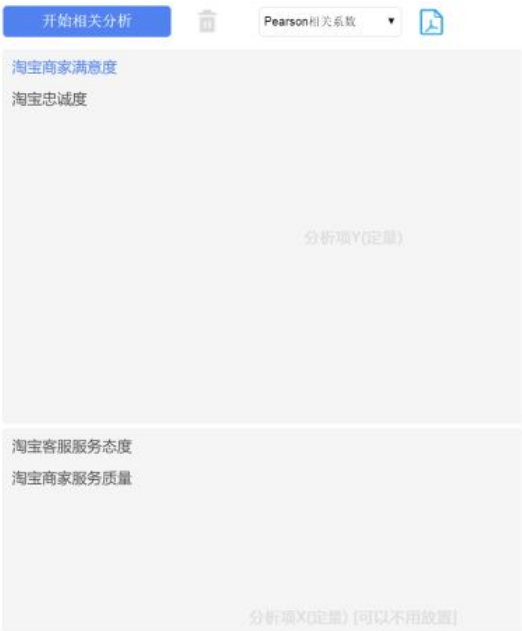 开始相关分析 Pearson相关系数
淘宝商家满意度
淘宝忠诚度
分析项Y(定量)
淘宝客服服务态度
淘宝商家服务质量
分析项X(定量) [可以不用放置]